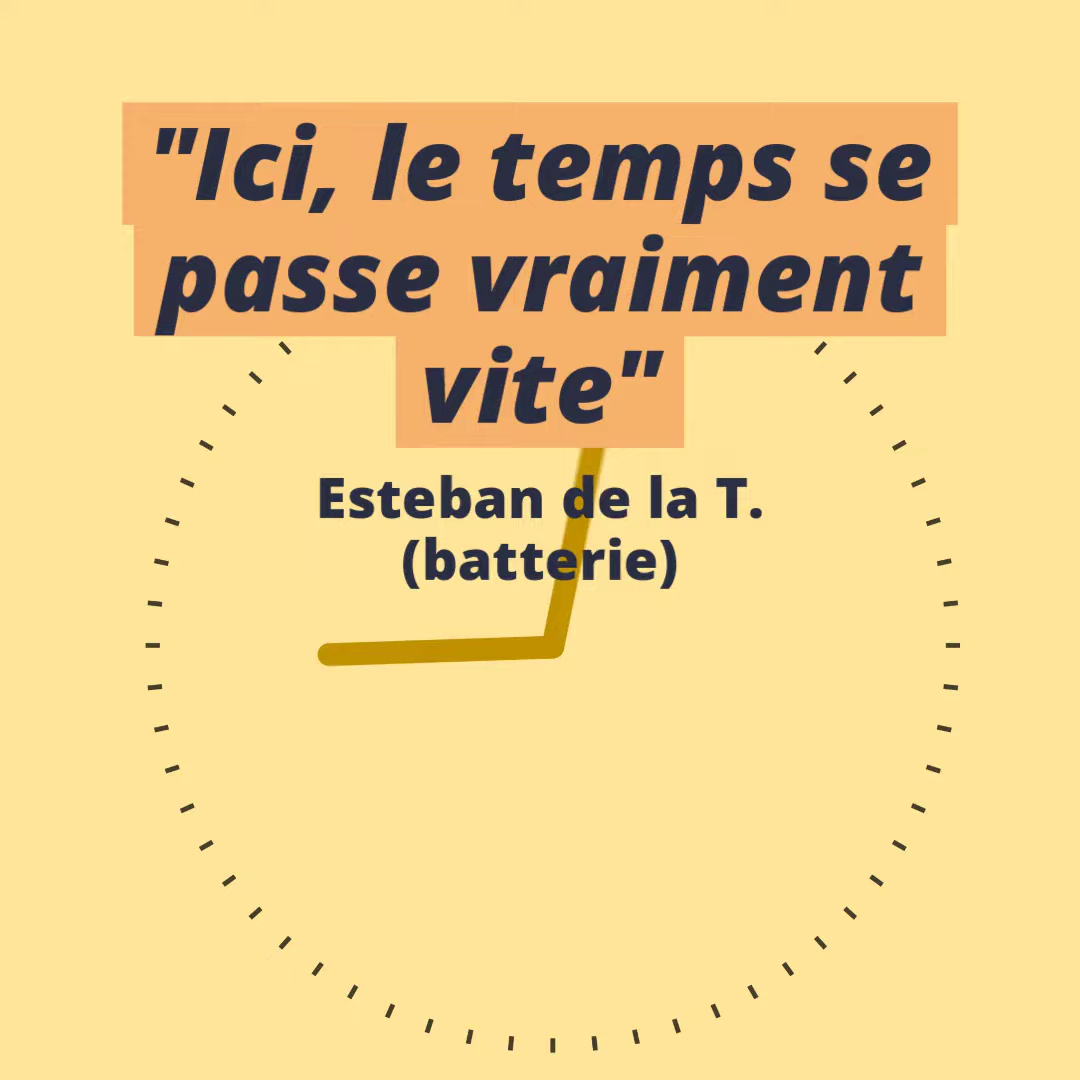 "Ici, le temps se
passe vraiment
vite"
Esteban de la T.
(batterie)